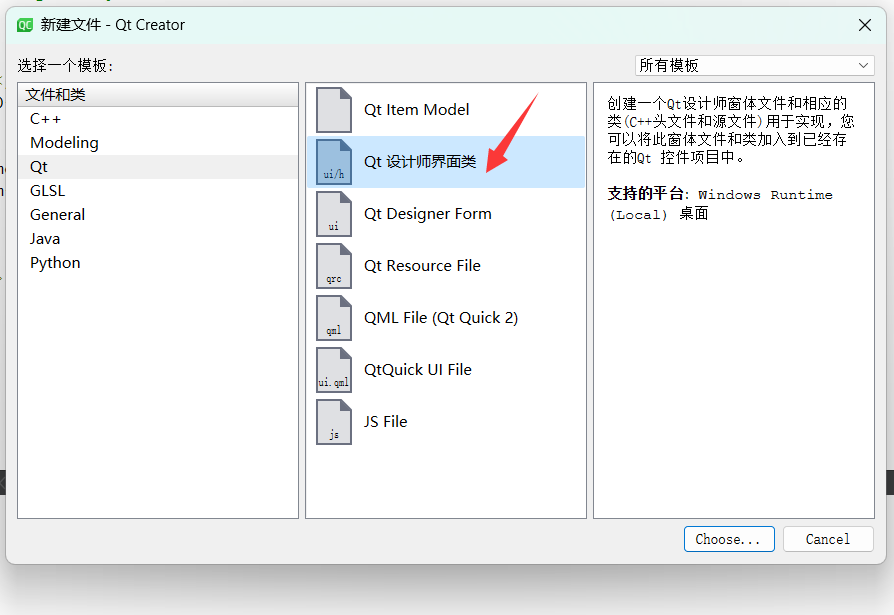 新建文件 - Qt Creator
选择一个模板:
所有模板
文件和类
C++
Modeling
Qt
GLSL
General
Java
Python
Qt Item Model
ui/h
Qt 设计师界面类
ui
Qt Designer Form
qrc
Qt Resource File
qml
QML File (Qt Quick 2)
ui.qml
QtQuick UI File
js
JS File
创建一个Qt设计师窗体文件和相应的
类(C++头文件和源文件)用于实现，您
可以将此窗体文件和类加入到已经存
在的Qt 控件项目中。
支持的平台: Windows Runtime
(Local) 桌面
Choose...
Cancel